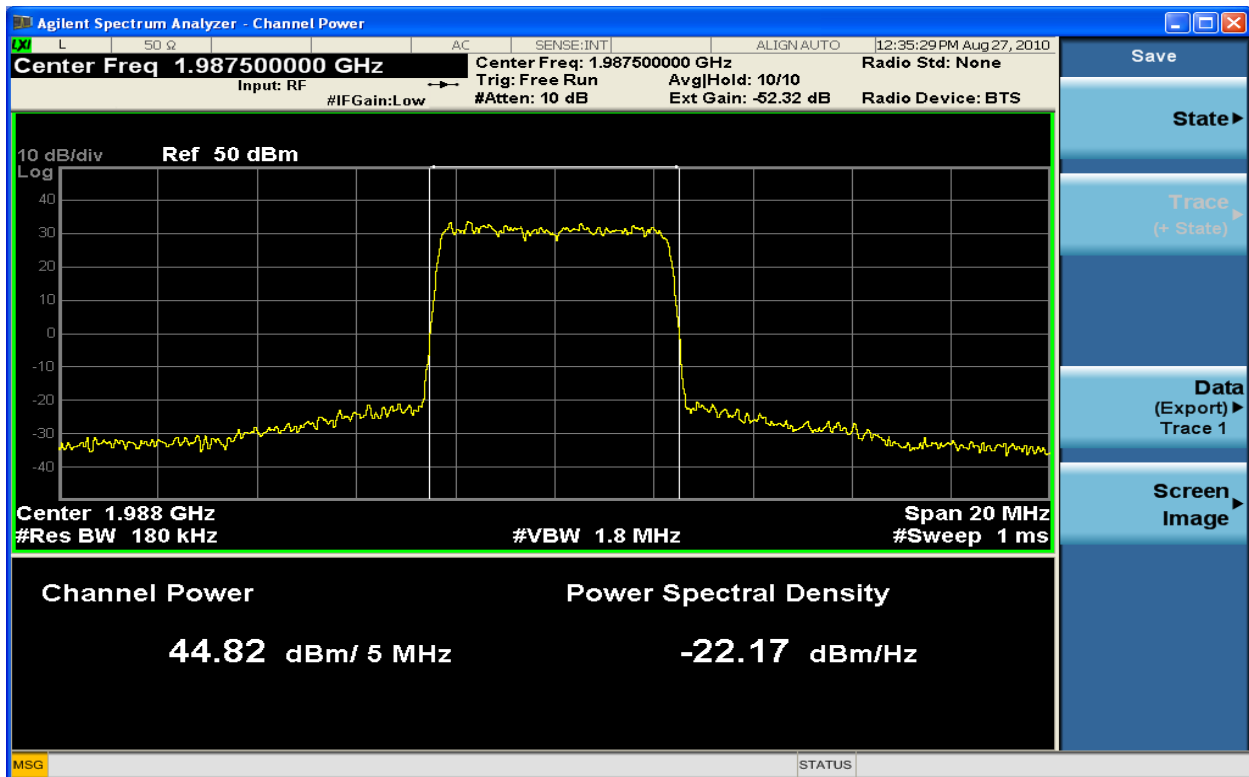 Agilent Spectrum Analyzer - Channel Power
LXI L 50 Ω AC SENSE:INT ALIGN AUTO 12:35:29 PM Aug 27, 2010
Center Freq 1.987500000 GHz
Input: RF
#IFGain:Low
Center Freq: 1.987500000 GHz
Trig: Free Run Avg|Hold: 10/10
#Atten: 10 dB Ext Gain: -52.32 dB
Radio Std: None
Radio Device: BTS
10 dB/div Ref 50 dBm
Log
40
30
20
10
0
-10
-20
-30
-40
Center 1.988 GHz Span 20 MHz
#Res BW 180 kHz #VBW 1.8 MHz #Sweep 1 ms
Channel Power Power Spectral Density
44.82 dBm/ 5 MHz -22.17 dBm/Hz
MSG STATUS
Save
State
Trace
(+ State)
Data
(Export)
Trace 1
Screen
Image